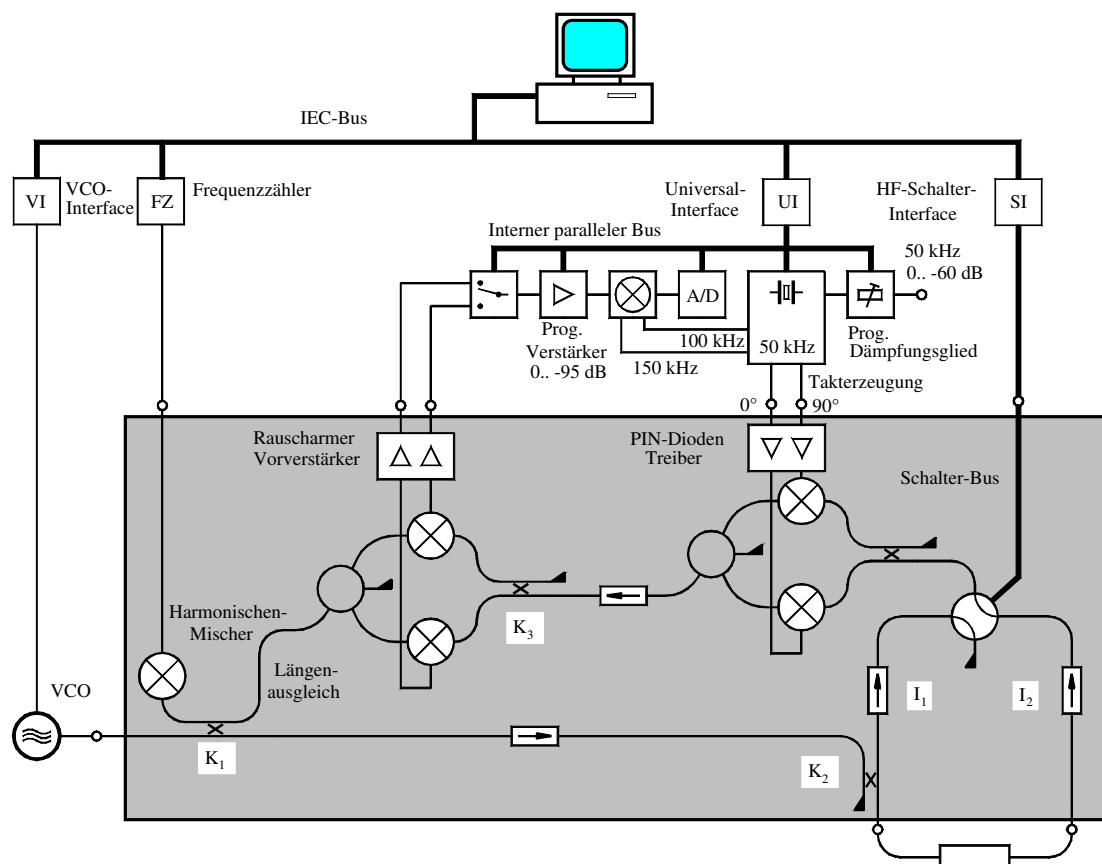 IEC-Bus
VI
VCO-
Interface
FZ
Frequenzzähler
Universal-
Interface
UI
HF-Schalter-
Interface
SI
Interner paralleler Bus
50 kHz
0.. -60 dB
A/D
Prog.
Verstärker
0.. -95 dB
100 kHz
150 kHz
50 kHz
Prog.
Dämpfungsglied
Takterzeugung
0°
90°
Rauscharmer
Vorverstärker
PIN-Dioden
Treiber
Schalter-Bus
Harmonischen-
Mischer
K3
Längen-
ausgleich
VCO
I1
I2
K1
K2